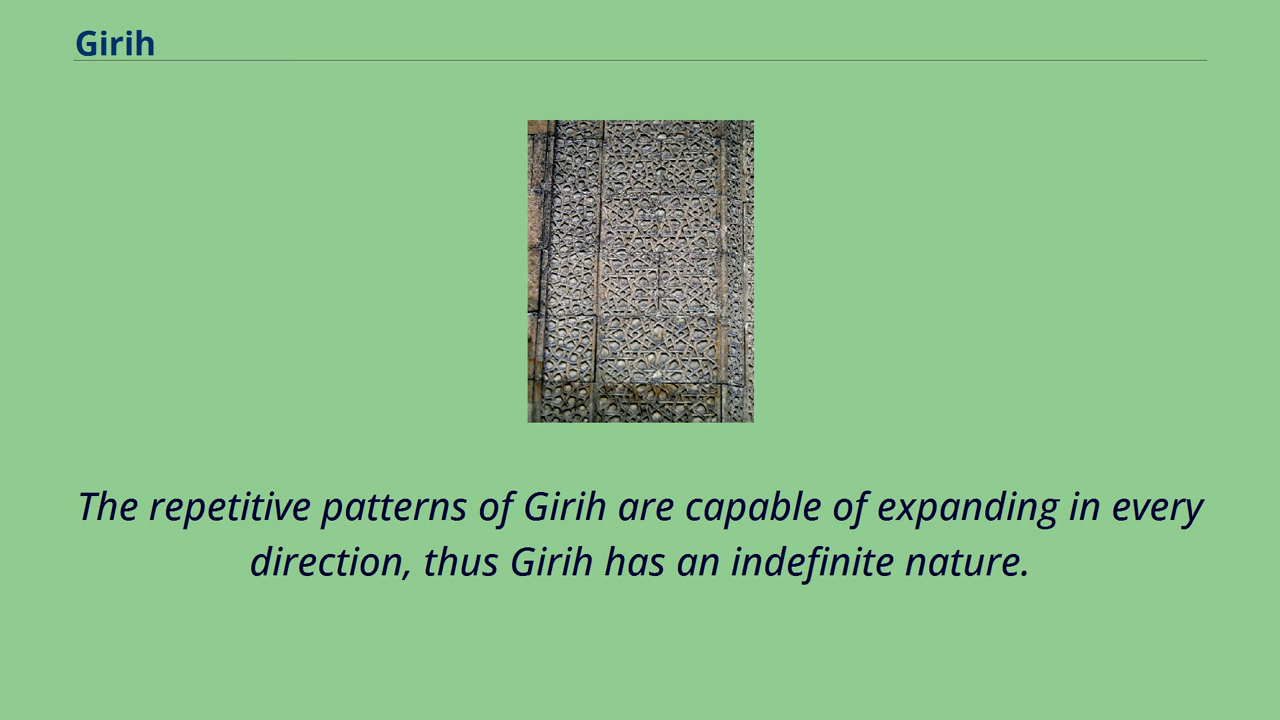 Girih
The repetitive patterns of Girih are capable of expanding in every
direction, thus Girih has an indefinite nature.